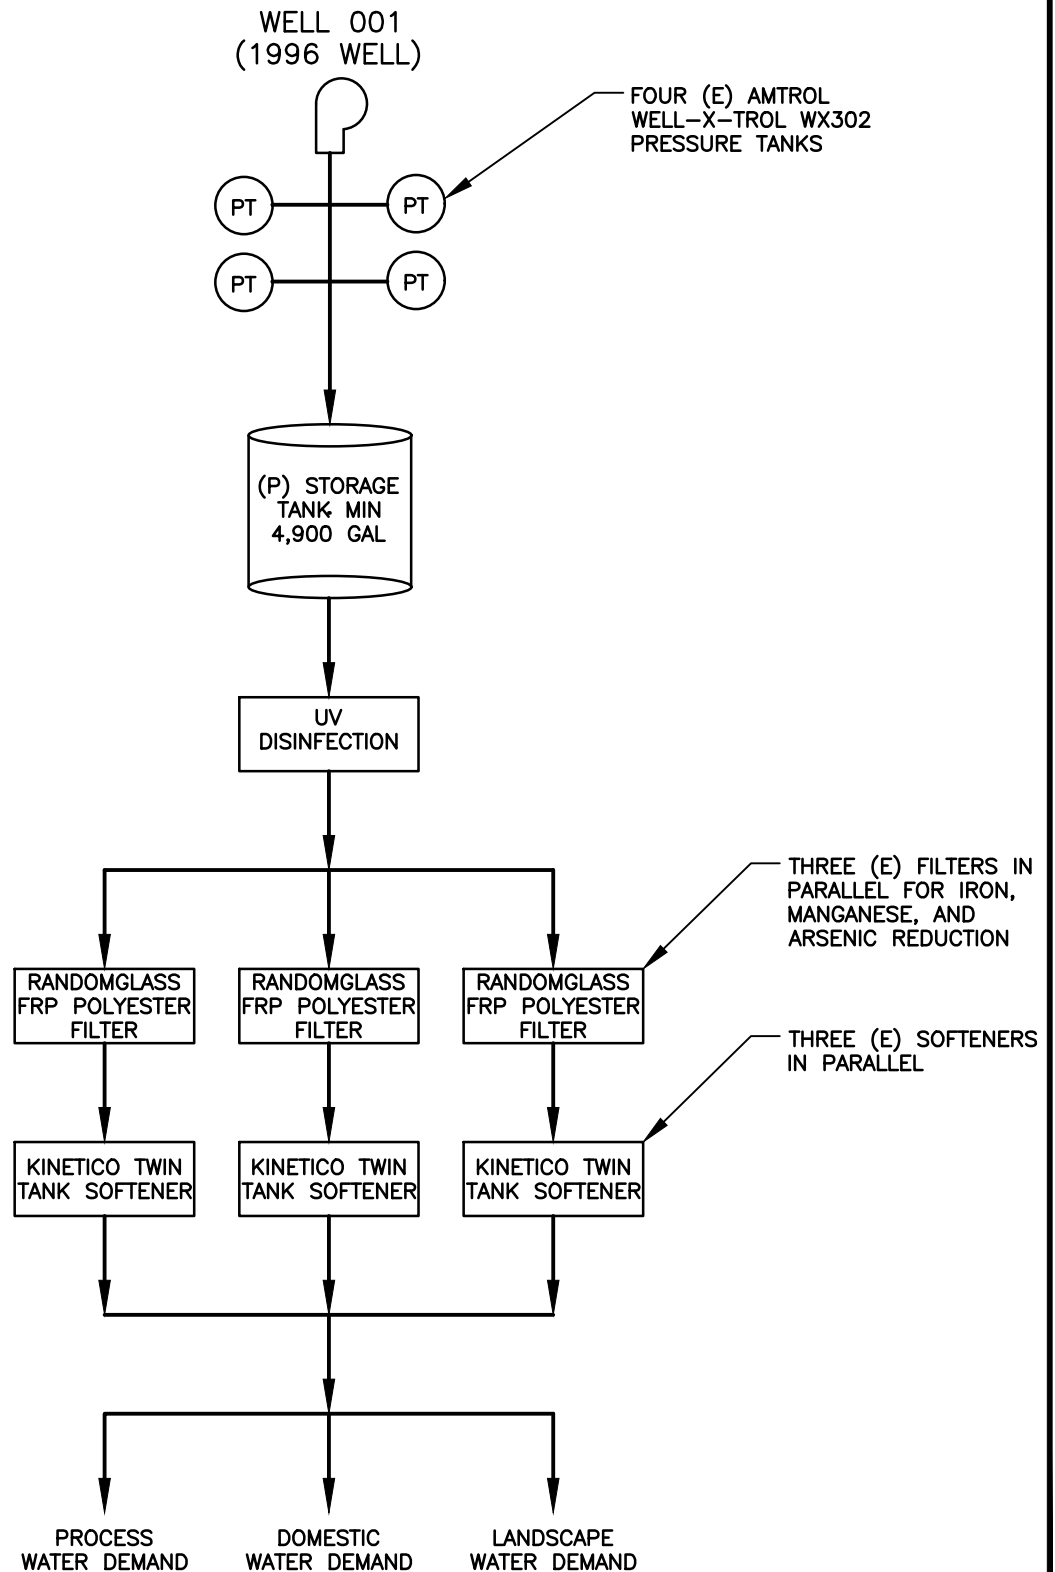 WELL 001
(1996 WELL)
FOUR (E) AMTROL
WELL-X-TROL WX302
PRESSURE TANKS
PT
PT
PT
PT
(P) STORAGE
TANK MIN
4,900 GAL
UV
DISINFECTION
THREE (E) FILTERS IN
PARALLEL FOR IRON,
MANGANESE, AND
ARSENIC REDUCTION
RANDOMGLASS
FRP POLYESTER
FILTER
RANDOMGLASS
FRP POLYESTER
FILTER
RANDOMGLASS
FRP POLYESTER
FILTER
THREE (E) SOFTENERS
IN PARALLEL
KINETICO TWIN
TANK SOFTENER
KINETICO TWIN
TANK SOFTENER
KINETICO TWIN
TANK SOFTENER
PROCESS
WATER DEMAND
DOMESTIC
WATER DEMAND
LANDSCAPE
WATER DEMAND